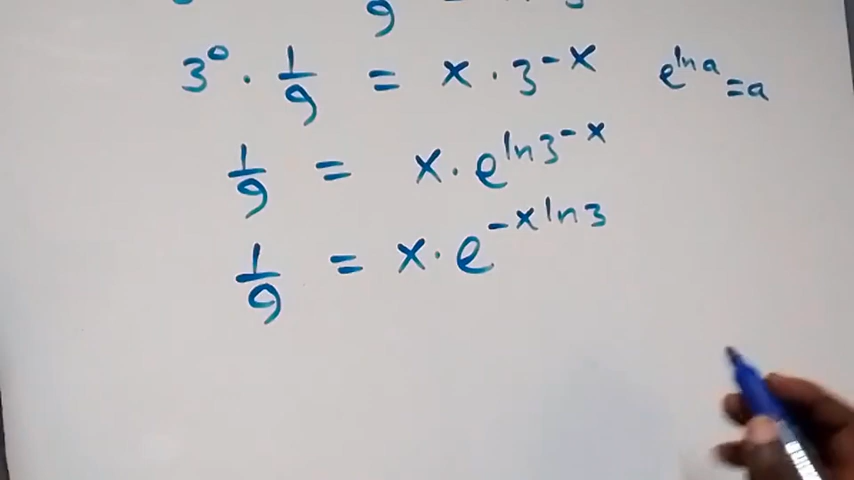 3⁰ · 1/9 = x · 3⁻ˣ
e^(ln a) = a
1/9 = x · e^(ln 3^(-x))
1/9 = x · e^(-x ln 3)